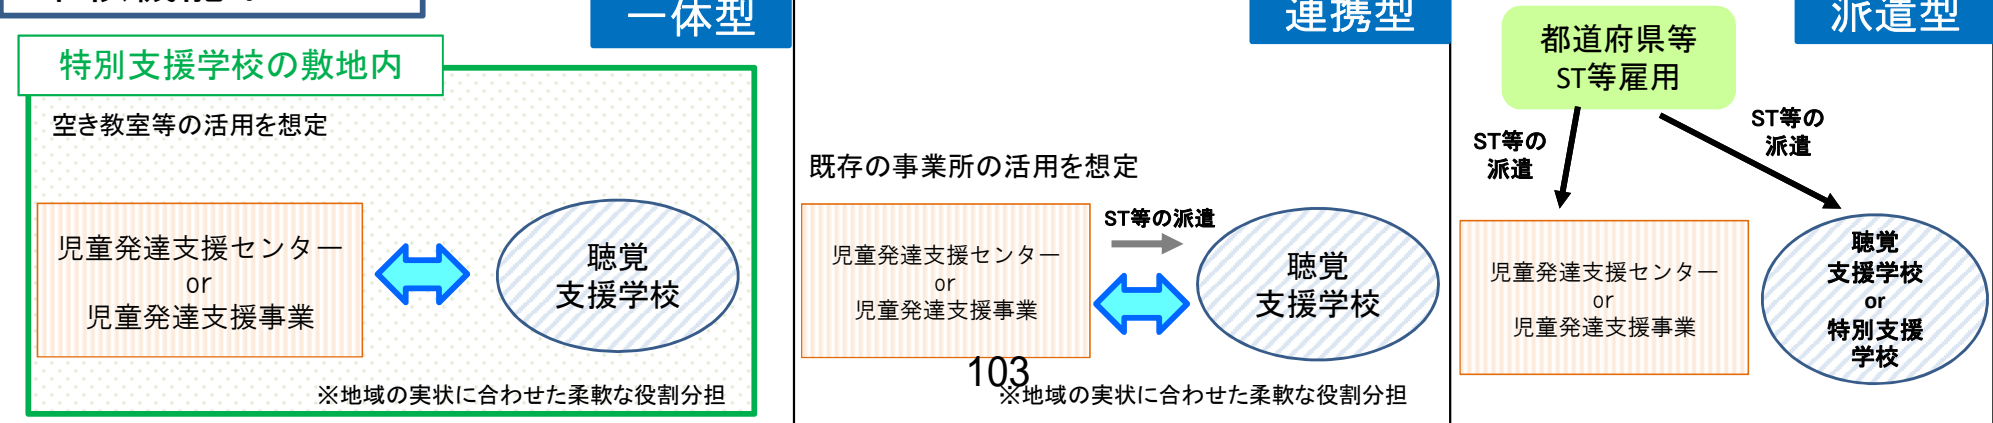 一体型
特別支援学校の敷地内
空き教室等の活用を想定
児童発達支援センター
or
児童発達支援事業
聴覚
支援学校
※地域の実状に合わせた柔軟な役割分担
連携型
既存の事業所の活用を想定
児童発達支援センター
or
児童発達支援事業
ST等の派遣
聴覚
支援学校
103
※地域の実状に合わせた柔軟な役割分担
派遣型
都道府県等
ST等雇用
ST等の
派遣
ST等の
派遣
児童発達支援センター
or
児童発達支援事業
聴覚
支援学校
or
特別支援
学校